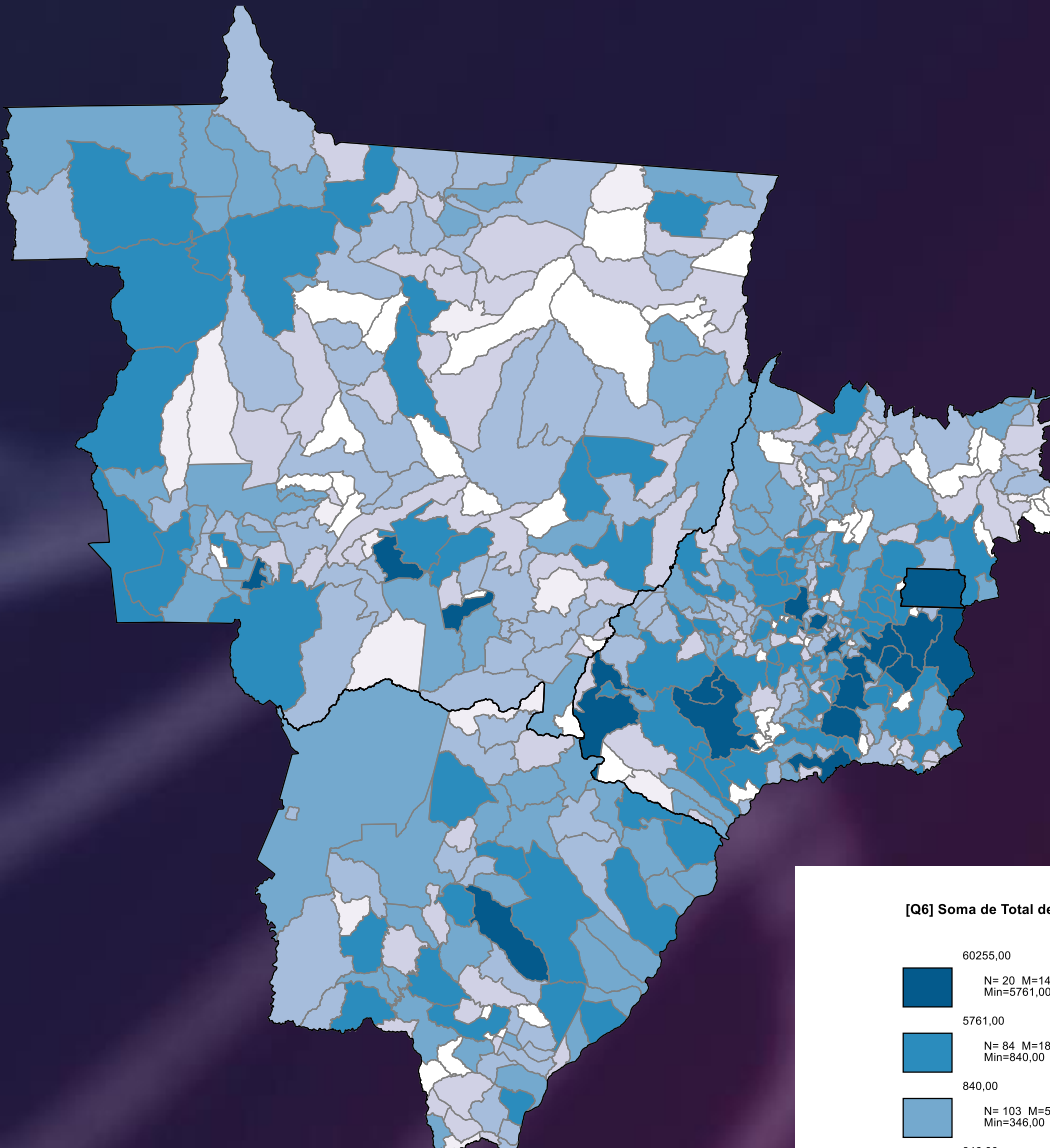 [Q6] Soma de Total de
60255,00
N= 20 M=14
Min=5761,00
5761,00
N= 84 M=18
Min=840,00
840,00
N= 103 M=5
Min=346,00